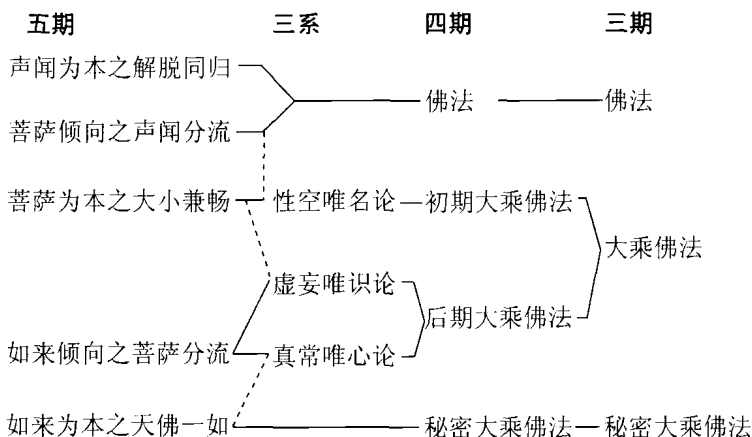 五期 三系 四期 三期
声闻为本之解脱同归
佛法 佛法
菩萨倾向之声闻分流
菩萨为本之大小兼畅 性空唯名论 初期大乘佛法
大乘佛法
虚妄唯识论
后期大乘佛法
如来倾向之菩萨分流 真常唯心论
如来为本之天佛一如 秘密大乘佛法 秘密大乘佛法